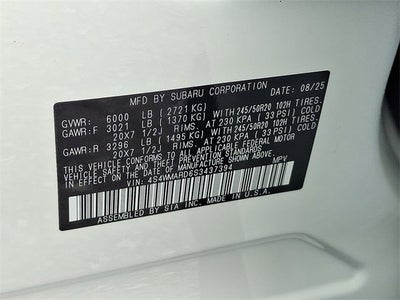 MFD BY SUBARU CORPORATION DATE: 08/25
GVWR: 6000 LB (2721KG)
GAWR:F 3021 LB (1370 KG) WITH 245/50R20 102H TIRES.
20X7 1/2J RIMS. AT 230 KPA (33 PSI) COLD.
GAWR:R 3296 LB (1495 KG) WITH 245/50R20 102H TIRES.
20X7 1/2J RIMS. AT 230 KPA (33 PSI) COLD.
THIS VEHICLE CONFORMS TO ALL APPLICABLE FEDERAL MOTOR
VEHICLE SAFETY AND THEFT PREVENTION STANDARDS
IN EFFECT ON THE DATE OF MANUFACTURE SHOWN ABOVE.
VIN: 4S4WMARD6S3437394 MPV
ASSEMBLED BY SIA INC. MADE IN U.S.A.